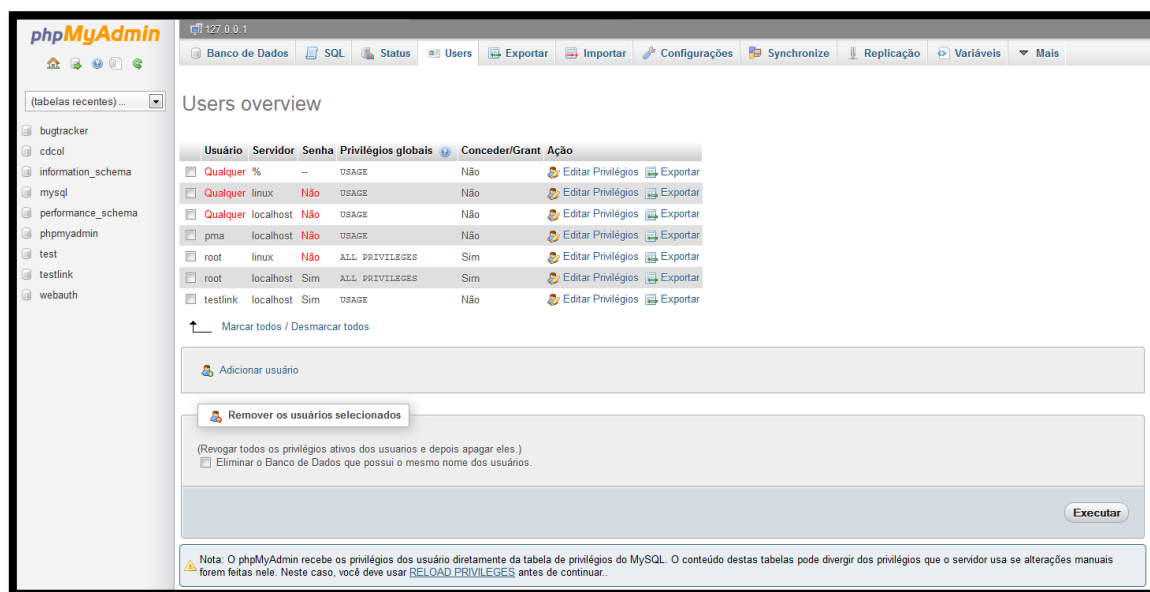 phpMyAdmin
127.0.0.1
Banco de Dados SQL Status Users Exportar Importar Configurações Synchronize Replicação Variáveis Mais
(tabelas recentes) ...
bugtracker
cdcol
information_schema
mysql
performance_schema
phpmyadmin
test
testlink
webauth
Users overview
Usuário Servidor Senha Privilégios globais Conceder/Grant Ação
Qualquer % -- USAGE Não Editar Privilégios Exportar
Qualquer linux Não USAGE Não Editar Privilégios Exportar
Qualquer localhost Não USAGE Não Editar Privilégios Exportar
pma localhost Não USAGE Não Editar Privilégios Exportar
root linux Não ALL PRIVILEGES Sim Editar Privilégios Exportar
root localhost Sim ALL PRIVILEGES Sim Editar Privilégios Exportar
testlink localhost Sim USAGE Não Editar Privilégios Exportar
Marcar todos / Desmarcar todos
Adicionar usuário
Remover os usuários selecionados
(Revogar todos os privilégios ativos dos usuarios e depois apagar eles.)
Eliminar o Banco de Dados que possui o mesmo nome dos usuários.
Executar
Nota: O phpMyAdmin recebe os privilégios dos usuário diretamente da tabela de privilégios do MySQL. O conteúdo destas tabelas pode divergir dos privilégios que o servidor usa se alterações manuais
forem feitas nele. Neste caso, você deve usar RELOAD PRIVILEGES antes de continuar..